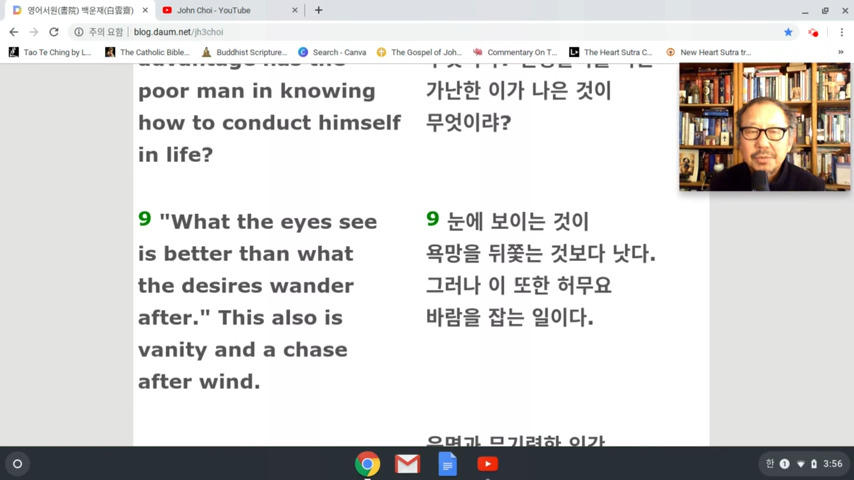 영어서원(書院) 백운재(白雲齋)
John Choi - YouTube
주의 요함
blog.daum.net/jh3choi
Tao Te Ching by L...
The Catholic Bible...
Buddhist Scripture...
Search - Canva
The Gospel of Joh...
Commentary On T...
The Heart Sutra C...
New Heart Sutra tr...
»
advantage has the
poor man in knowing
how to conduct himself
in life?
가난한 이가 나은 것이
무엇이랴?
9 "What the eyes see
is better than what
the desires wander
after." This also is
vanity and a chase
after wind.
9 눈에 보이는 것이
욕망을 뒤쫓는 것보다 낫다.
그러나 이 또한 허무요
바람을 잡는 일이다.
한
1
3:56